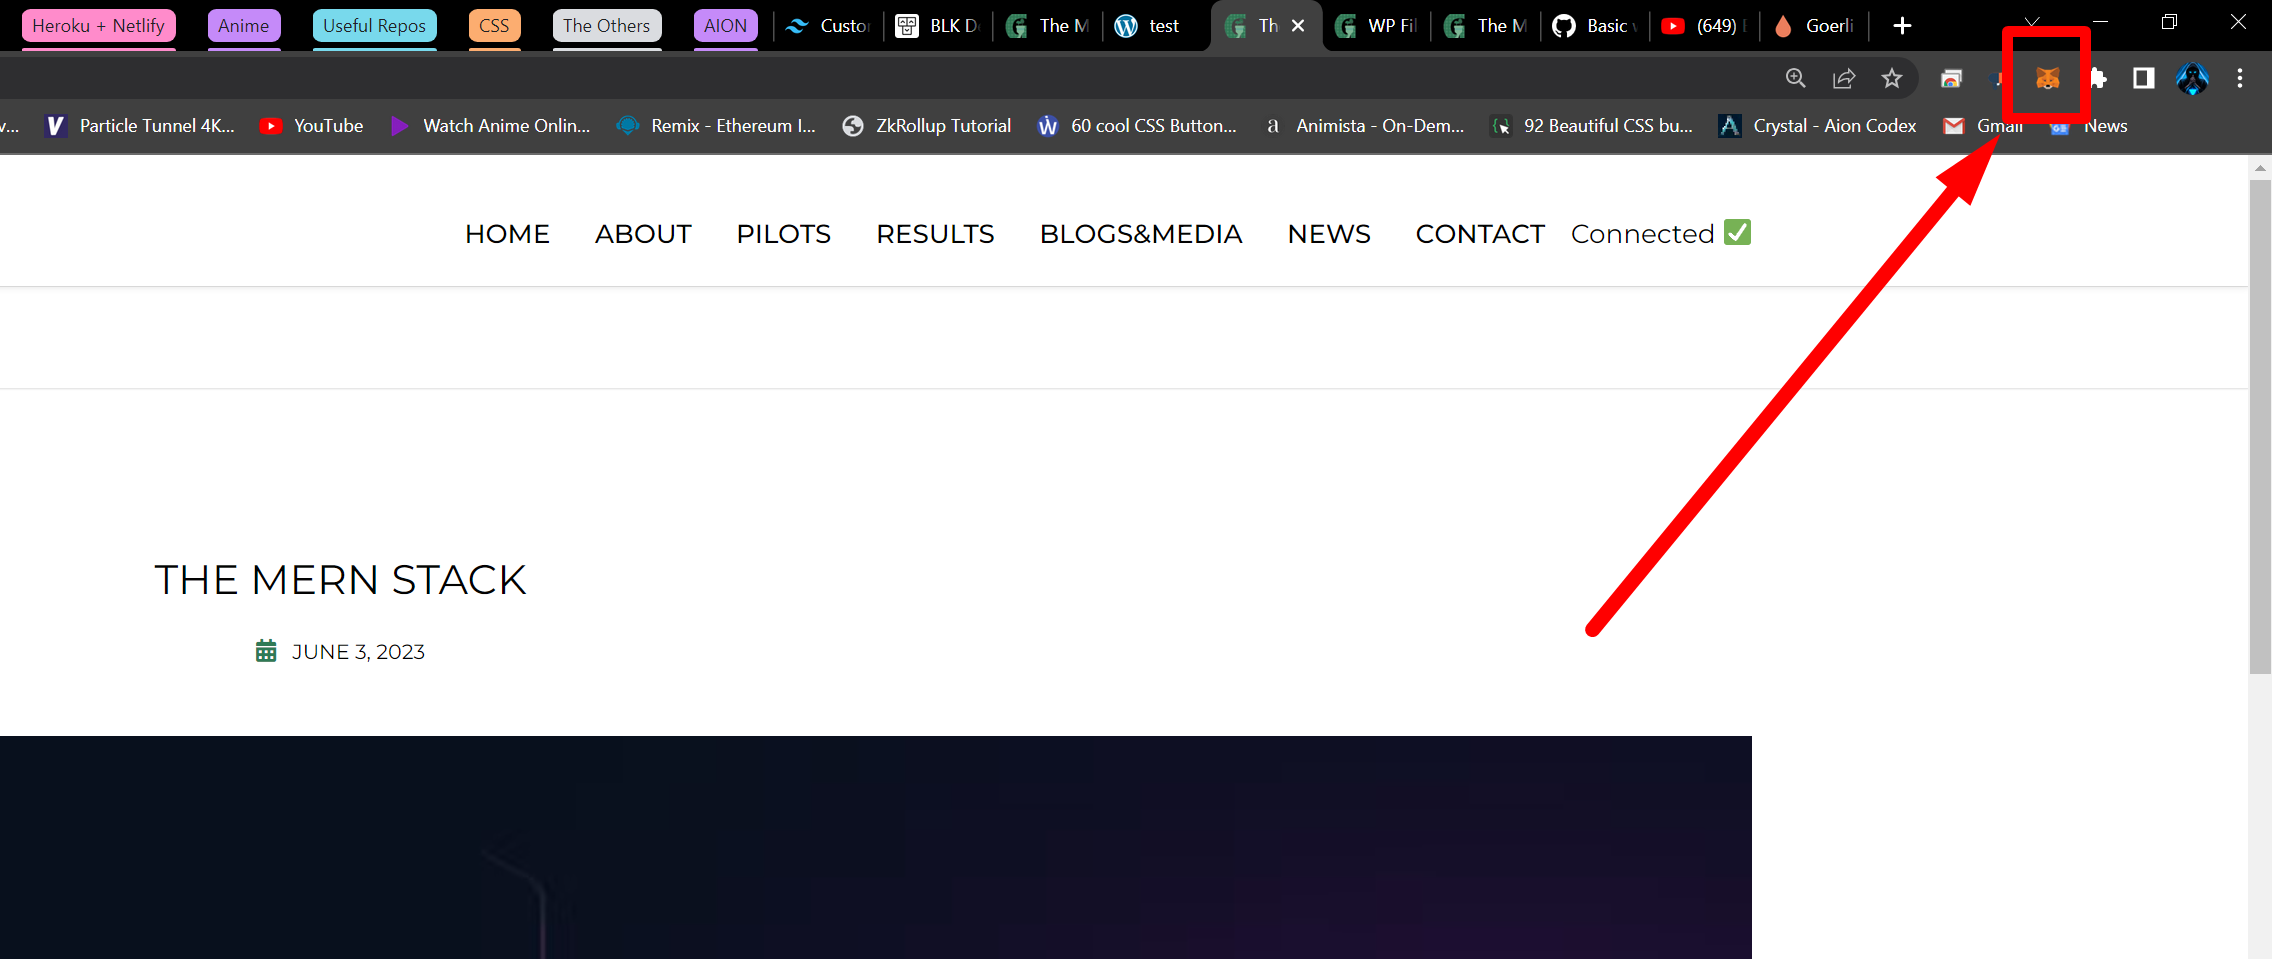 Heroku + Netlify Anime Useful Repos CSS The Others AION Custor BLK D The M test Th WP Fil The M Basic (649) Goerli
Particle Tunnel 4K... YouTube Watch Anime Onlin... Remix - Ethereum I... ZkRollup Tutorial 60 cool CSS Button... Animista - On-Dem... 92 Beautiful CSS bu... Crystal - Aion Codex Gmail News
HOME ABOUT PILOTS RESULTS BLOGS&MEDIA NEWS CONTACT Connected ✅
THE MERN STACK
JUNE 3, 2023